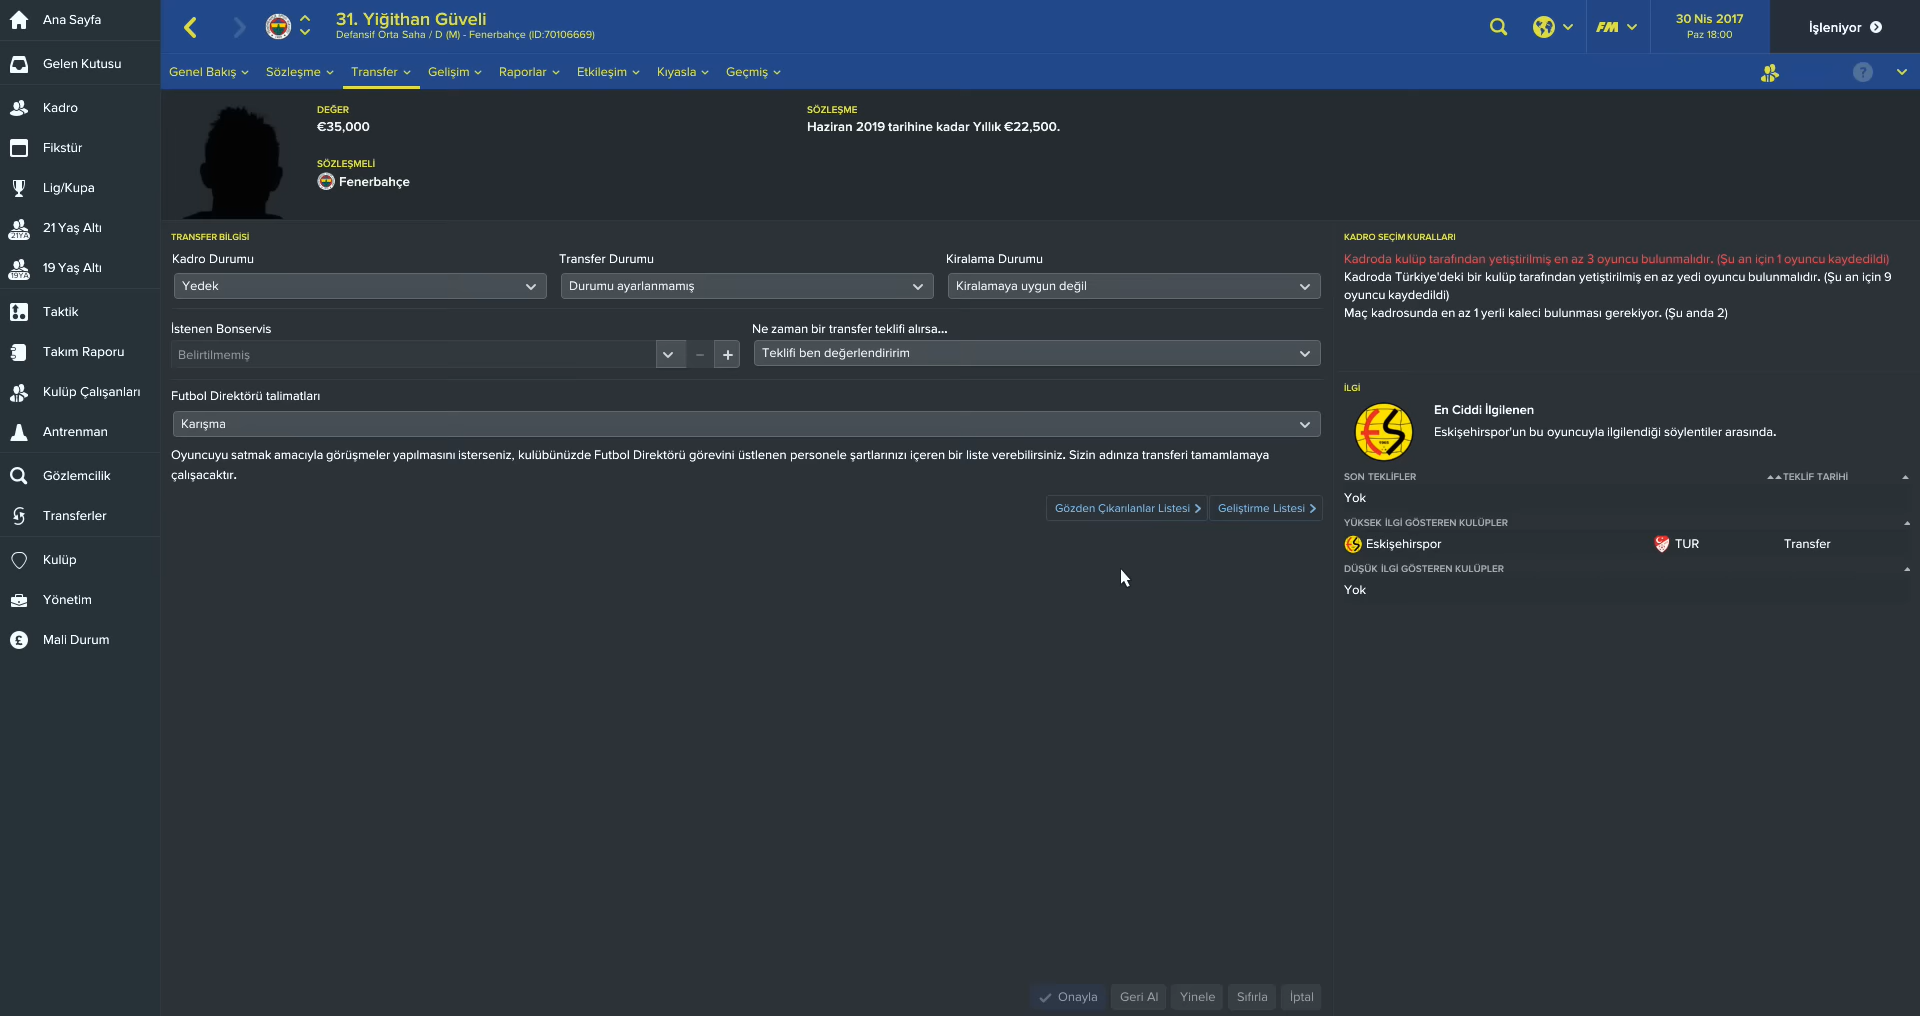 Ana Sayfa
Gelen Kutusu
Kadro
Fikstür
Lig/Kupa
21 Yaş Altı
19 Yaş Altı
Taktik
Takım Raporu
Kulüp Çalışanları
Antrenman
Gözlemcilik
Transferler
Kulüp
Yönetim
Mali Durum
31. Yiğithan Güveli
Defansif Orta Saha / D (M) - Fenerbahçe (ID:70106669)
FM
30 Nis 2017
Paz 18:00
İşleniyor
Genel Bakış
Sözleşme
Transfer
Gelişim
Raporlar
Etkileşim
Kıyasla
Geçmiş
DEĞER
€35,000
SÖZLEŞMELİ
Fenerbahçe
SÖZLEŞME
Haziran 2019 tarihine kadar Yıllık €22,500.
TRANSFER BİLGİSİ
Kadro Durumu
Yedek
Transfer Durumu
Durumu ayarlanmamış
Kiralama Durumu
Kiralamaya uygun değil
İstenen Bonservis
Belirtilmemiş
Ne zaman bir transfer teklifi alırsa...
Teklifi ben değerlendiririm
Futbol Direktörü talimatları
Karışma
Oyuncuyu satmak amacıyla görüşmeler yapılmasını isterseniz, kulübünüzde Futbol Direktörü görevini üstlenen personele şartlarınızı içeren bir liste verebilirsiniz. Sizin adınıza transferi tamamlamaya
çalışacaktır.
Gözden Çıkarılanlar Listesi
Geliştirme Listesi
KADRO SEÇİM KURALLARI
Kadroda kulüp tarafından yetiştirilmiş en az 3 oyuncu bulunmalıdır. (Şu an için 1 oyuncu kaydedildi)
Kadroda Türkiye'deki bir kulüp tarafından yetiştirilmiş en az yedi oyuncu bulunmalıdır. (Şu an için 9
oyuncu kaydedildi)
Maç kadrosunda en az 1 yerli kaleci bulunması gerekiyor. (Şu anda 2)
İLGİ
En Ciddi İlgilenen
Eskişehirspor'un bu oyuncuyla ilgilendiği söylentiler arasında.
SON TEKLİFLER
TEKLİF TARİHİ
Yok
YÜKSEK İLGİ GÖSTEREN KULÜPLER
Eskişehirspor
TUR
Transfer
DÜŞÜK İLGİ GÖSTEREN KULÜPLER
Yok
Onayla
Geri Al
Yinele
Sıfırla
İptal